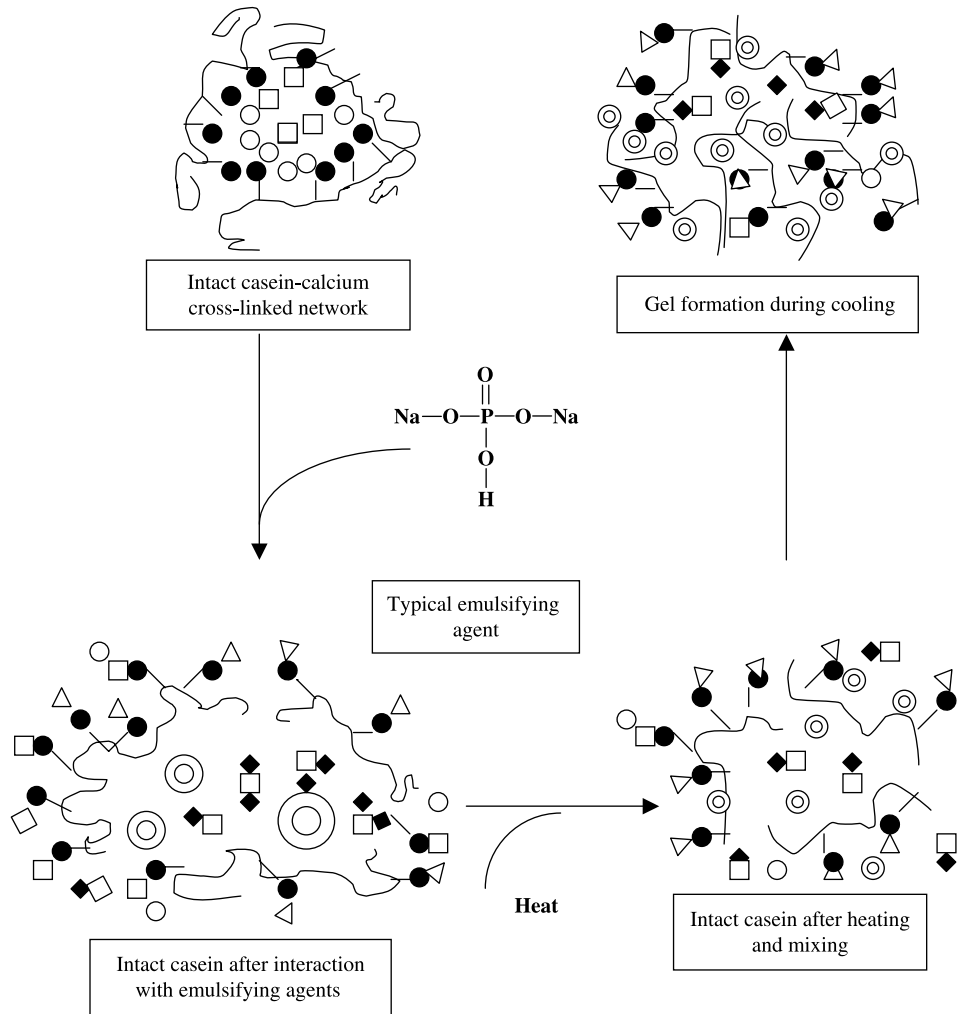 Intact casein-calcium
cross-linked network
Gel formation during cooling
O
Na—O—P—O—Na
O
H
Typical emulsifying
agent
Heat
Intact casein after interaction
with emulsifying agents
Intact casein after heating
and mixing